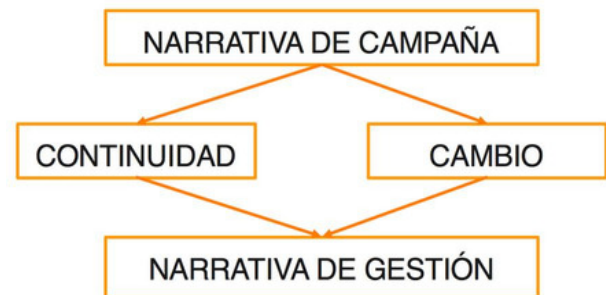 NARRATIVA DE CAMPAÑA
CONTINUIDAD
CAMBIO
NARRATIVA DE GESTIÓN